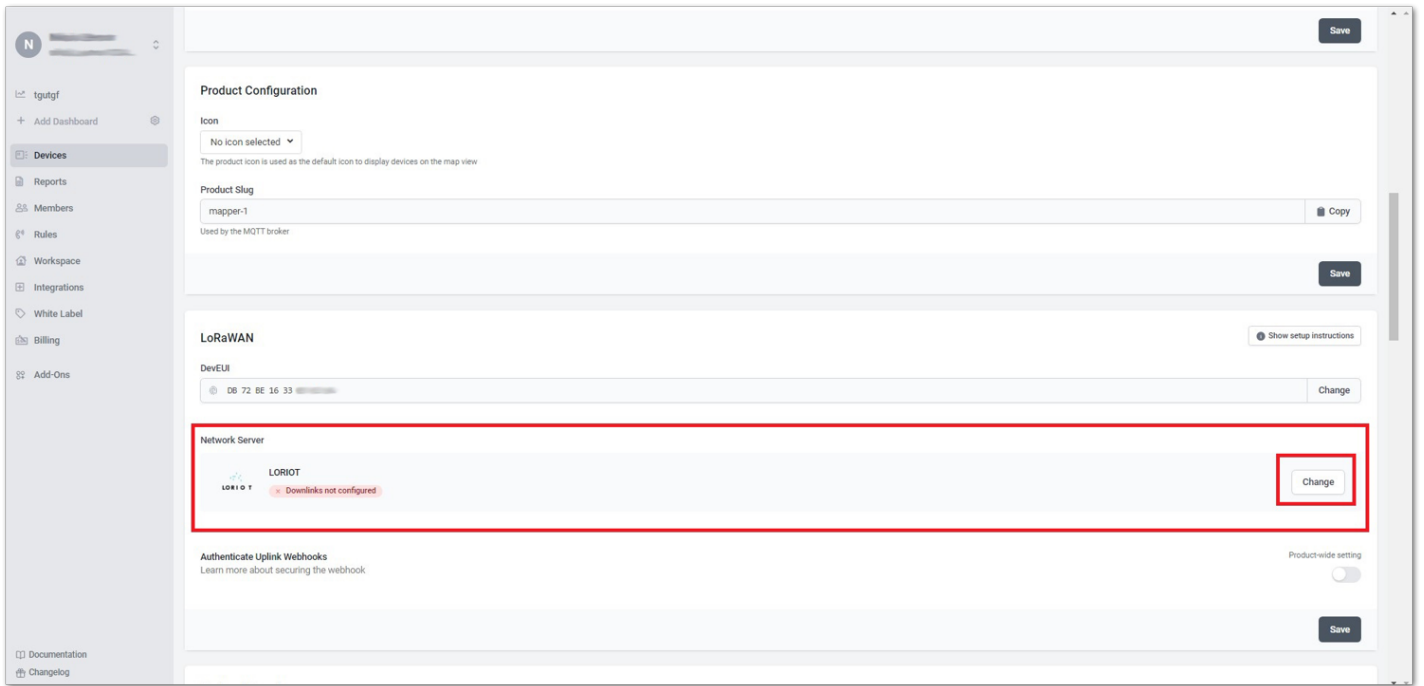 N
tgutgf
Add Dashboard
Devices
Reports
Members
Rules
Workspace
Integrations
White Label
Billing
Add-Ons
Documentation
Changelog
Save
Product Configuration
Icon
No icon selected
The product icon is used as the default icon to display devices on the map view
Product Slug
mapper-1
Copy
Used by the MQTT broker
Save
LoRaWAN
Show setup instructions
DevEUI
DB 72 BE 16 33
Change
Network Server
LORIOT
LORIOT
Downlinks not configured
Change
Authenticate Uplink Webhooks
Product-wide setting
Learn more about securing the webhook
Save